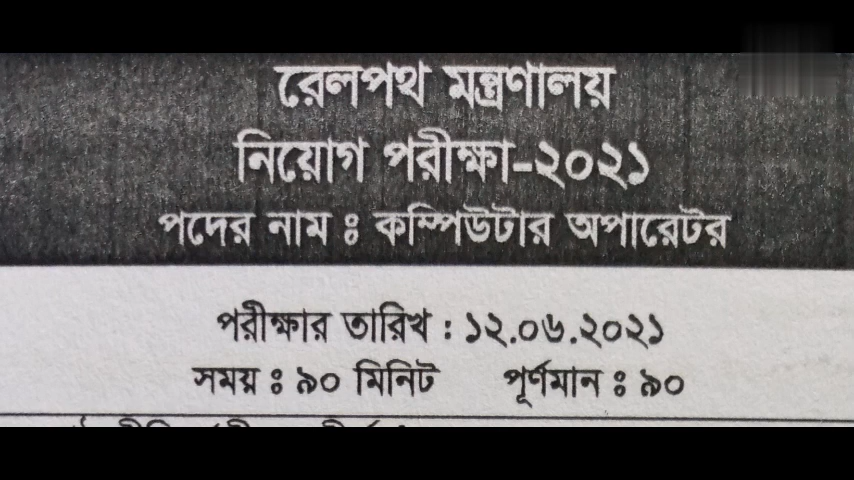 রেলপথ মন্ত্রণালয়
নিয়োগ পরীক্ষা-২০২১
পদের নাম ঃ কম্পিউটার অপারেটর
পরীক্ষার তারিখ : ১২.০৬.২০২১
সময় ঃ ৯০ মিনিট পূর্ণমান ঃ ৯০